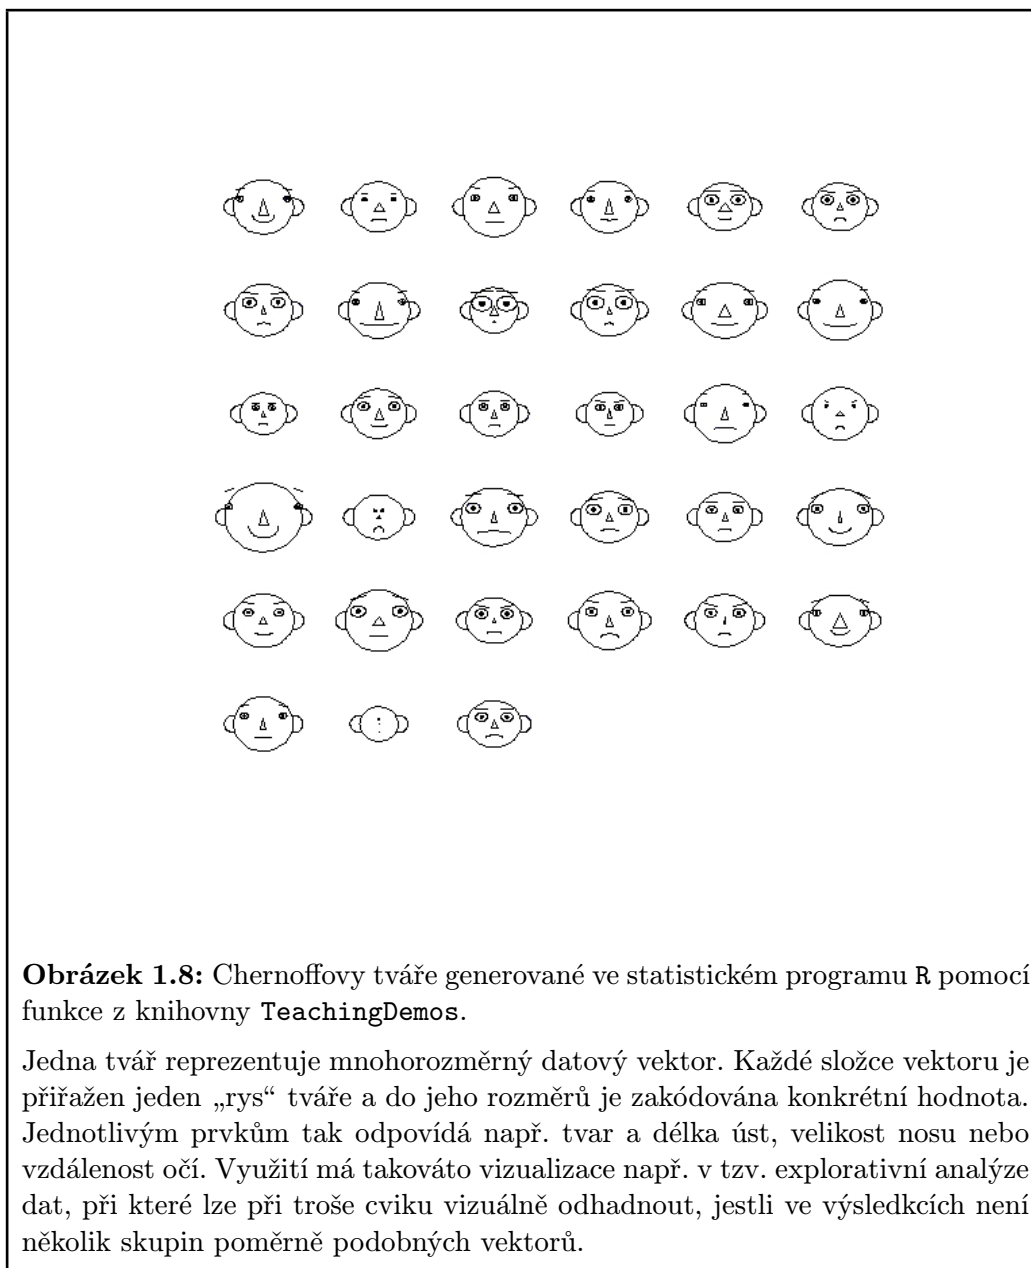 Obrázek 1.8: Chernoffovy tváře generované ve statistickém programu R pomocí
funkce z knihovny TeachingDemos.
Jedna tvář reprezentuje mnohorozměrný datový vektor. Každé složce vektoru je
přiřažen jeden „rys“ tváře a do jeho rozměrů je zakódována konkrétní hodnota.
Jednotlivým prvkům tak odpovídá např. tvar a délka úst, velikost nosu nebo
vzdálenost očí. Využití má takováto vizualizace např. v tzv. explorativní analýze
dat, při které lze při troše cviku vizuálně odhadnout, jestli ve výsledkcích není
několik skupin poměrně podobných vektorů.